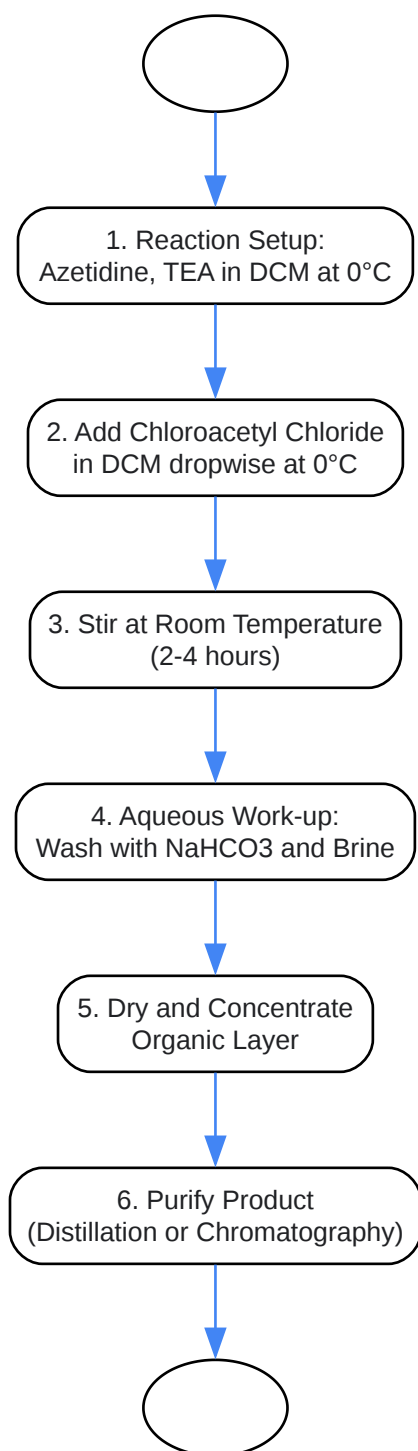 1. Reaction Setup:
Azetidine, TEA in DCM at 0°C
2. Add Chloroacetyl Chloride
in DCM dropwise at 0°C
3. Stir at Room Temperature
(2-4 hours)
4. Aqueous Work-up:
Wash with NaHCO3 and Brine
5. Dry and Concentrate
Organic Layer
6. Purify Product
(Distillation or Chromatography)